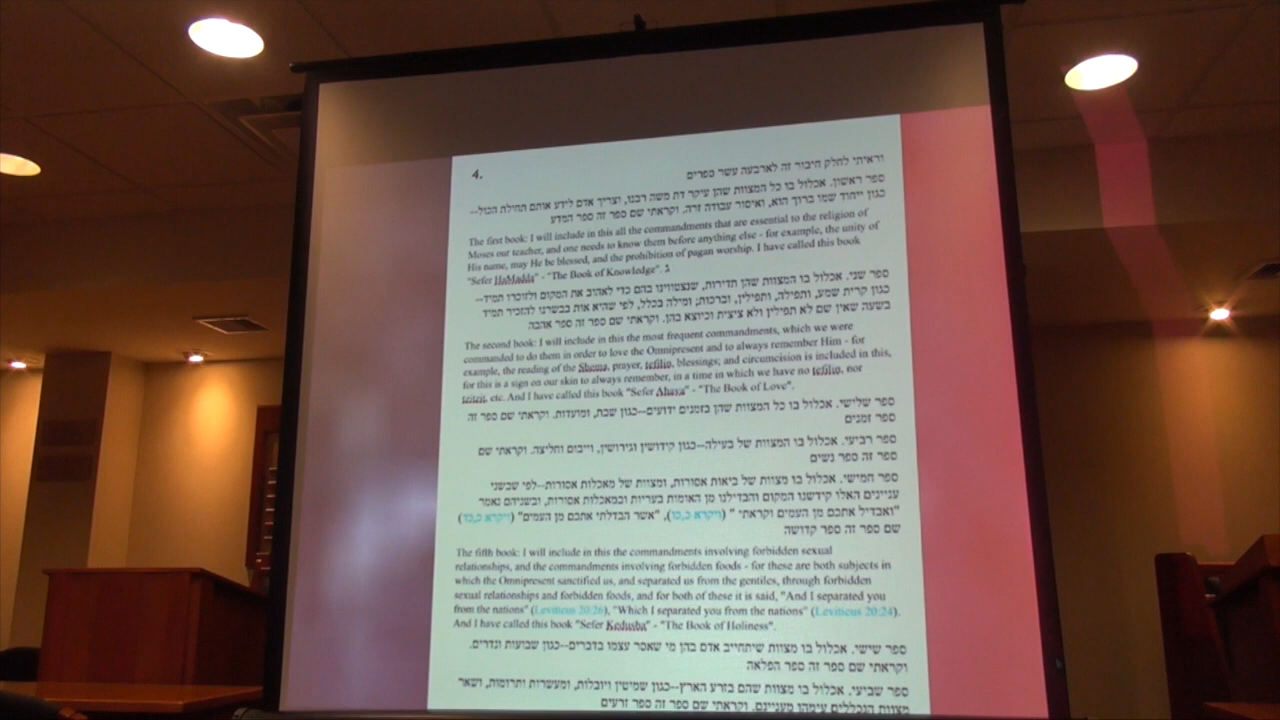 4.
וראיתי לחלק חיבור זה לארבעה עשר ספרים
ספר ראשון. אכלול בו כל המצוות שהן עיקר דת משה רבנו, וצריך אדם לידע אותם תחילת הכול--
כגון ייחוד שמו ברוך הוא, ואיסור עבודה זרה. וקראתי שם ספר זה ספר המדע
The first book: I will include in this all the commandments that are essential to the religion of
Moses our teacher, and one needs to know them before anything else - for example, the unity of
His name, may He be blessed, and the prohibition of pagan worship. I have called this book
"Sefer HaMadda" - "The Book of Knowledge". ג
ספר שני. אכלול בו המצוות שהן תדירות, שנצטווינו בהם כדי לאהוב את המקום ולזוכרו תמיד--
כגון קרית שמע, ותפילה, ותפילין, וברכות; ומילה בכלל, לפי שהיא אות בבשרנו להזכיר תמיד
בשעה שאין שם לא תפילין ולא ציצית וכיוצא בהן. וקראתי שם ספר זה ספר אהבה
The second book: I will include in this the most frequent commandments, which we were
commanded to do them in order to love the Omnipresent and to always remember Him - for
example, the reading of the Shema, prayer, tefilin, blessings; and circumcision is included in this,
for this is a sign on our skin to always remember, in a time in which we have no tefilin, nor
tzitzit, etc. And I have called this book "Sefer Ahava" - "The Book of Love".
ספר שלישי. אכלול בו כל המצוות שהן בזמנים ידועים--כגון שבת, ומועדות. וקראתי שם ספר זה
ספר זמנים
ספר רביעי. אכלול בו המצוות של בעילה--כגון קידושין וגירושין, וייבום וחליצה. וקראתי שם
ספר זה ספר נשים
ספר חמישי. אכלול בו מצוות של ביאות אסורות, ומצוות של מאכלות אסורות--לפי שבשני
עניינים האלו קידשנו המקום והבדילנו מן האומות בעריות ובמאכלות אסורות, ובשניהם נאמר
"ואבדיל אתכם מן העמים וקראתי " (ויקרא כ,כו), "אשר הבדלתי אתכם מן העמים" (ויקרא כ,כד)
שם ספר זה ספר קדושה
The fifth book: I will include in this the commandments involving forbidden sexual
relationships, and the commandments involving forbidden foods - for these are both subjects in
which the Omnipresent sanctified us, and separated us from the gentiles, through forbidden
sexual relationships and forbidden foods, and for both of these it is said, "And I separated you
from the nations" (Leviticus 20:26), "Which I separated you from the nations" (Leviticus 20:24).
And I have called this book "Sefer Kedusha" - "The Book of Holiness".
ספר שישי. אכלול בו מצוות שיתחייב אדם בהן מי שאסר עצמו בדברים--כגון שבועות ונדרים.
וקראתי שם ספר זה ספר הפלאה
ספר שביעי. אכלול בו מצוות שהם בזרע הארץ--כגון שמיטין ויובלות, ומעשרות ותרומות, ושאר
מצוות הנכללים עימהן מעניינם. וקראתי שם ספר זה ספר זרעים